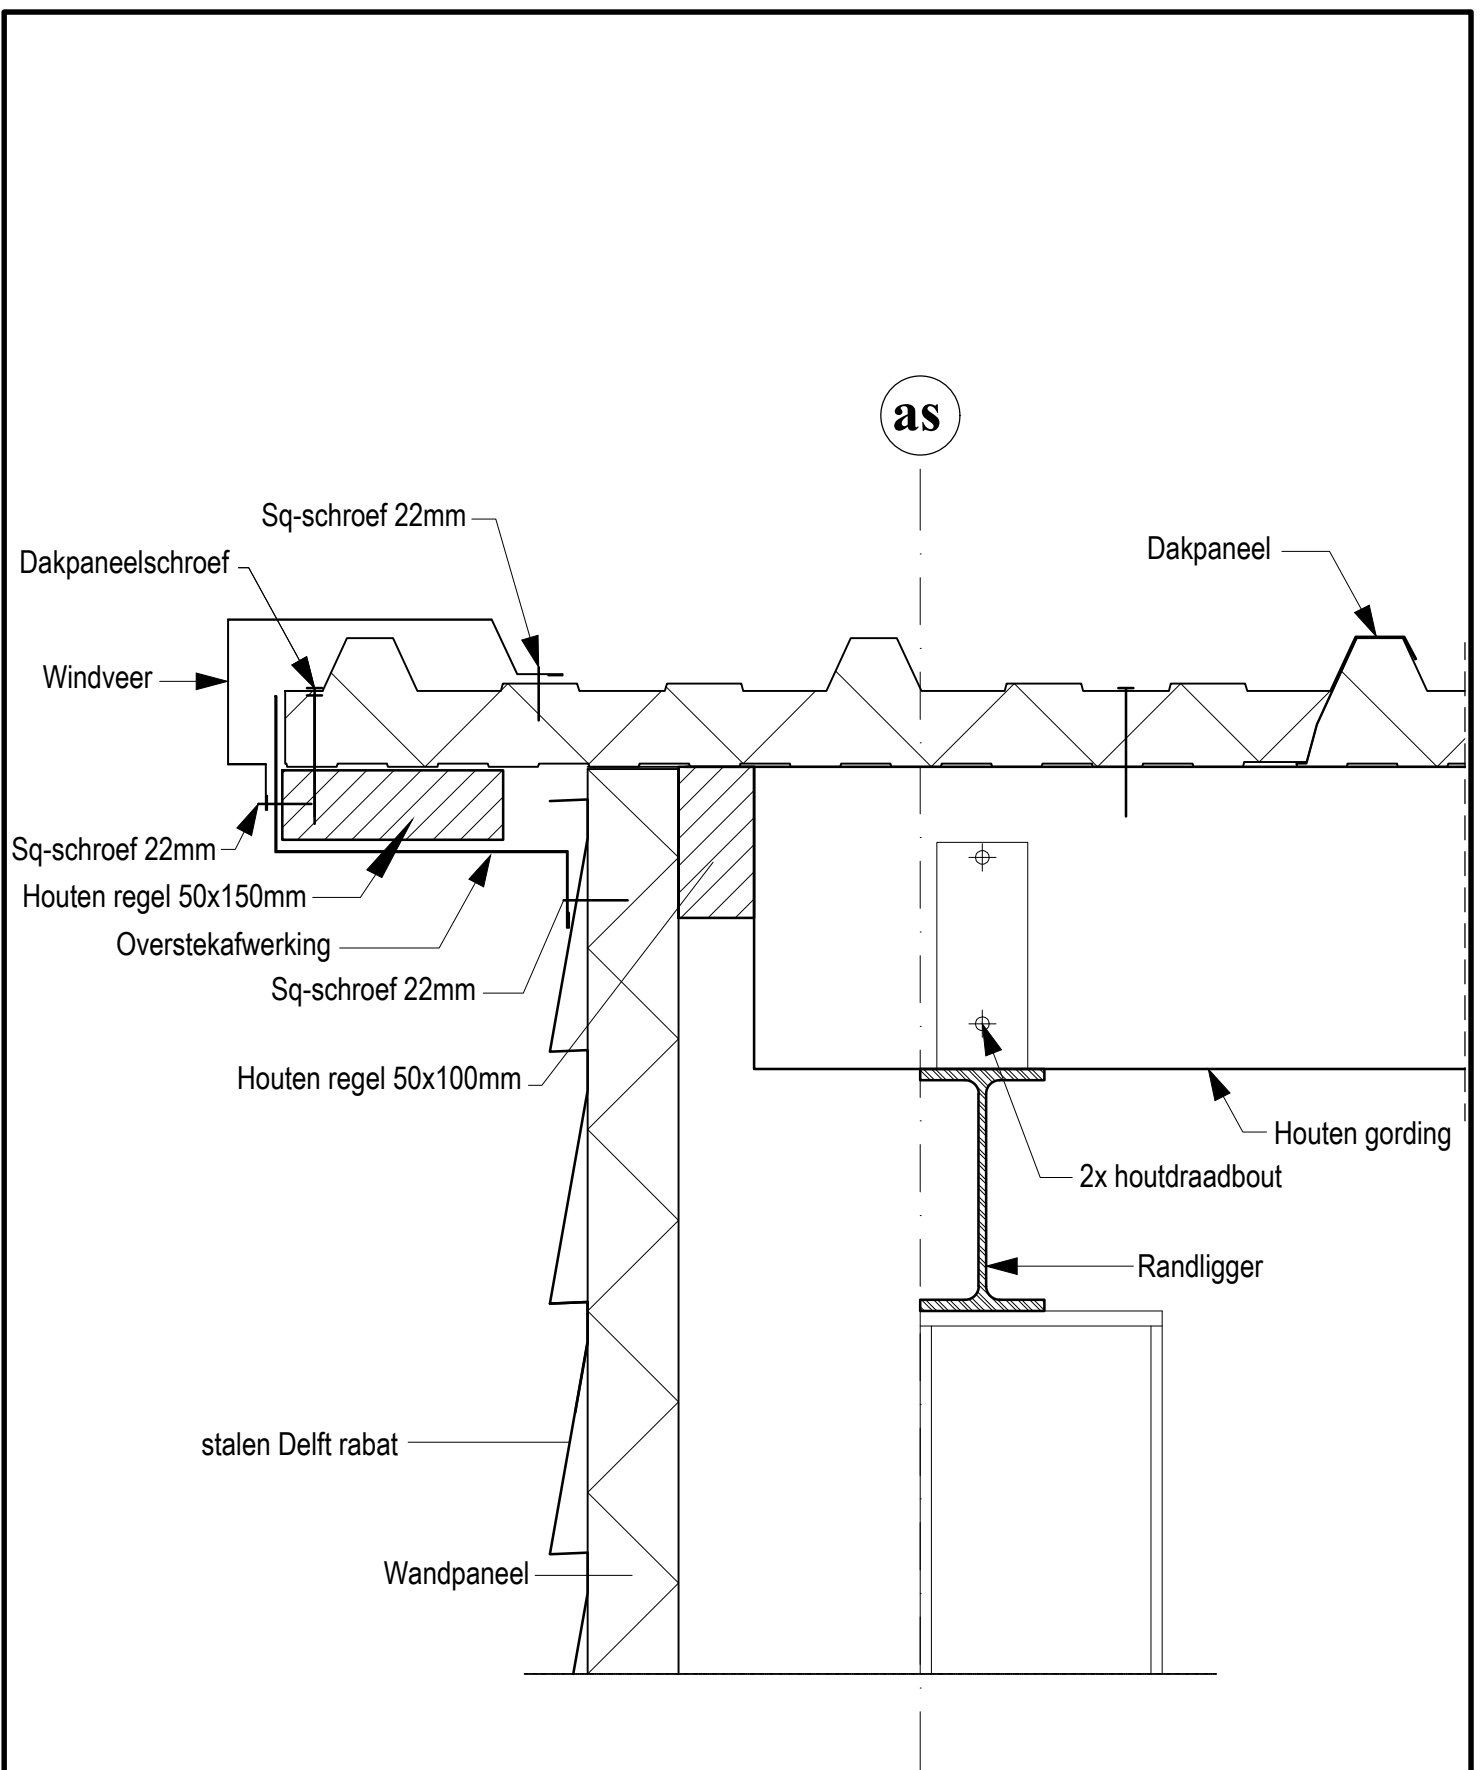 as
Sq-schroef 22mm
Dakpaneel
Dakpaneelschroef
Windveer
Sq-schroef 22mm
Houten regel 50x150mm
Overstekafwerking
Sq-schroef 22mm
Houten regel 50x100mm
Houten gording
2x houtdraadbout
Randligger
stalen Delft rabat
Wandpaneel